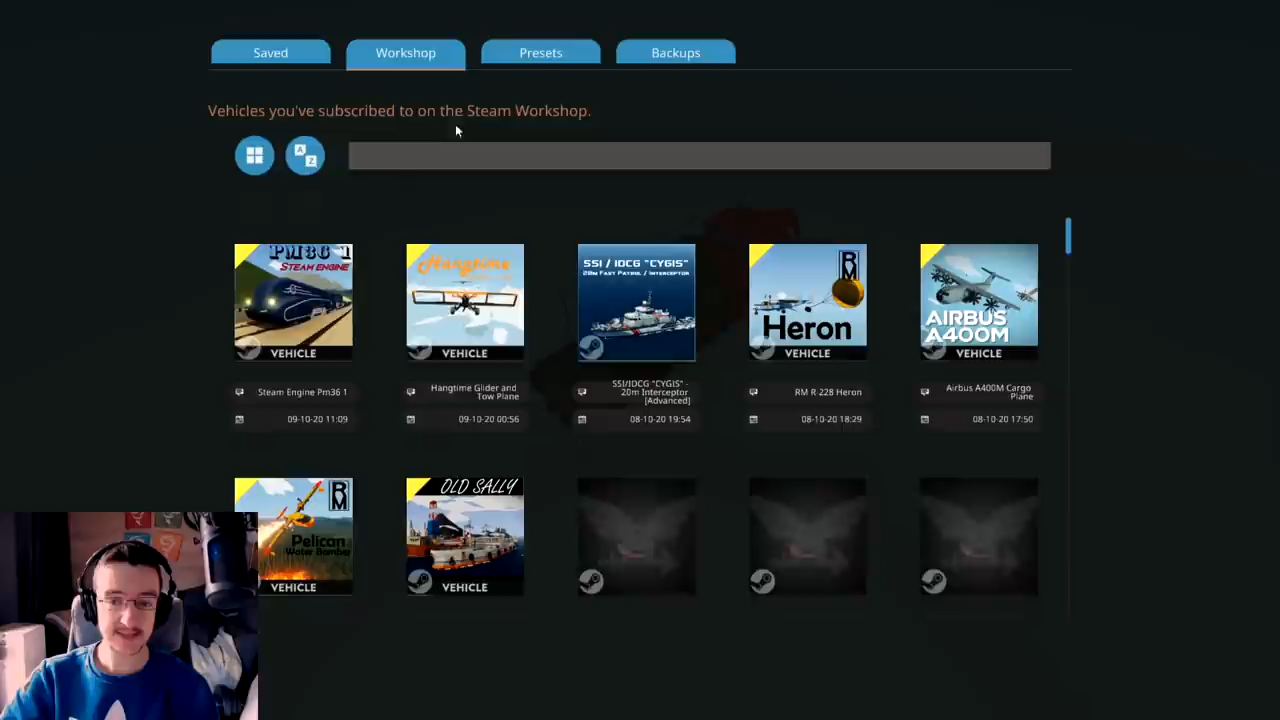 Saved
Workshop
Presets
Backups
Vehicles you've subscribed to on the Steam Workshop.
A
Z
PM36 1
STEAM ENGINE
VEHICLE
Hangtime
VEHICLE
SSI / IDCG "CYGIS"
20m Fast Patrol / Interceptor
RM
Heron
VEHICLE
AIRBUS
A400M
VEHICLE
Steam Engine Pm36 1
Hangtime Glider and
Tow Plane
SSI/IDCG "CYGIS" -
20m Interceptor
[Advanced]
RM R-228 Heron
Airbus A400M Cargo
Plane
09-10-20 11:09
09-10-20 00:56
08-10-20 19:54
08-10-20 18:29
08-10-20 17:50
RM
Pelican
Water Bomber
VEHICLE
OLD SALLY
VEHICLE